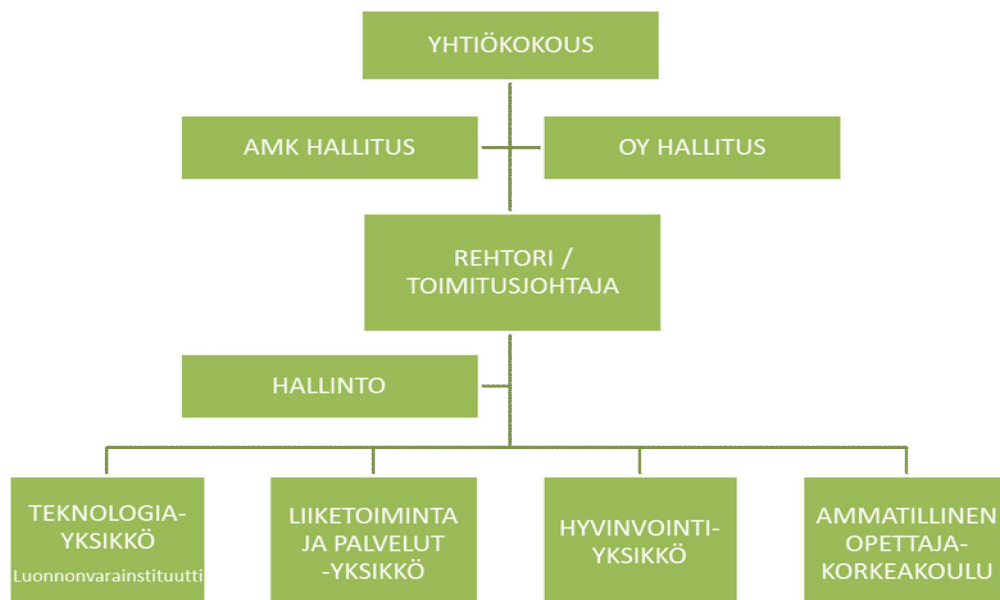 YHTIÖKOKOUS
AMK HALLITUS
OY HALLITUS
REHTORI /
TOIMITUSJOHTAJA
HALLINTO
TEKNOLOGIA-
YKSIKKÖ
Luonnonvarainstituutti
LIIKETOIMINTA
JA PALVELUT
-YKSIKKÖ
HYVINVOINTI-
YKSIKKÖ
AMMATILLINEN
OPETTAJA-
KORKEAKOULU